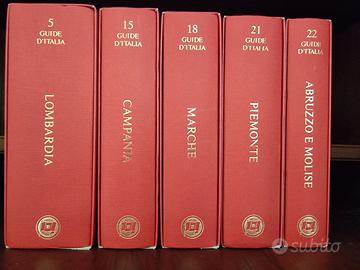 5
GUIDE
D'ITALIA
LOMBARDIA
15
GUIDE
D'ITALIA
CAMPANIA
18
GUIDE
D'ITALIA
MARCHE
21
GUIDE
D'ITALIA
PIEMONTE
22
GUIDE
D'ITALIA
ABRUZZO E MOLISE
subito